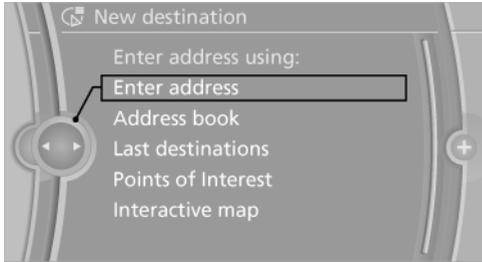 New destination
Enter address using:
Enter address
Address book
Last destinations
Points of Interest
Interactive map